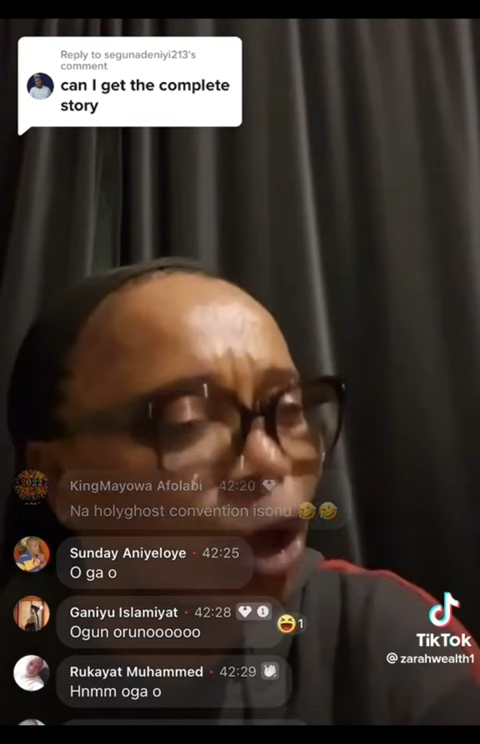 Reply to segunadeniyi213's
comment
can I get the complete
story
KingMayowa Afolabi 42:20
Na holyghost convention isonu 🤣🤣
Sunday Aniyeloye • 42:25
O ga o
Ganiyu Islamiyat • 42:28
Ogun orunoooooo
😆1
Rukayat Muhammed • 42:29
Hnmm oga o
TikTok
@zarahwealth1